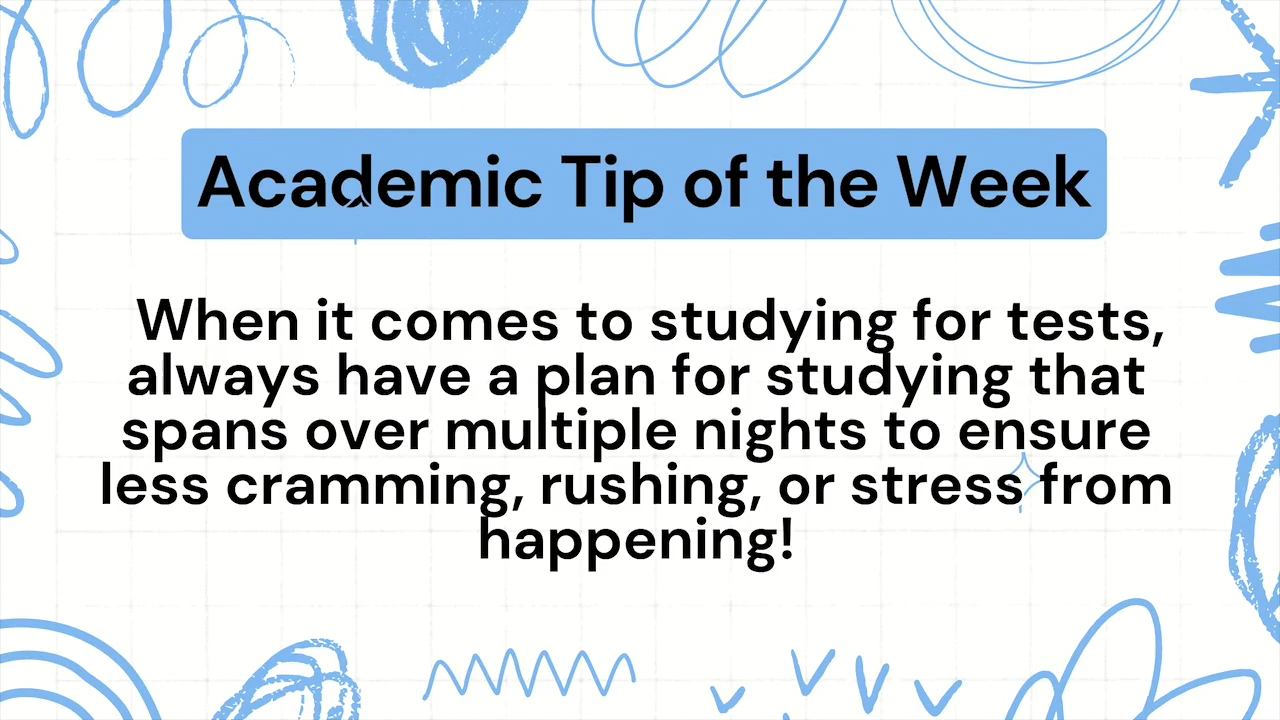 Academic Tip of the Week
When it comes to studying for tests,
always have a plan for studying that
spans over multiple nights to ensure
less cramming, rushing, or stress from
happening!